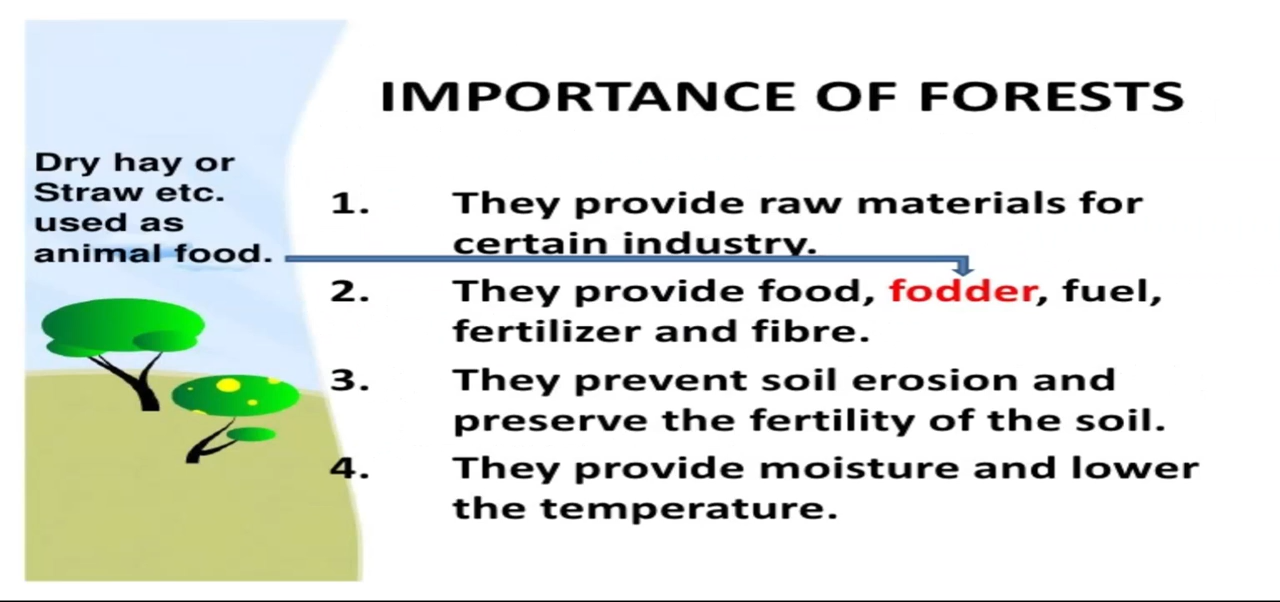 IMPORTANCE OF FORESTS
Dry hay or
Straw etc.
used as
animal food.
1. They provide raw materials for
certain industry.
2. They provide food, fodder, fuel,
fertilizer and fibre.
3. They prevent soil erosion and
preserve the fertility of the soil.
4. They provide moisture and lower
the temperature.